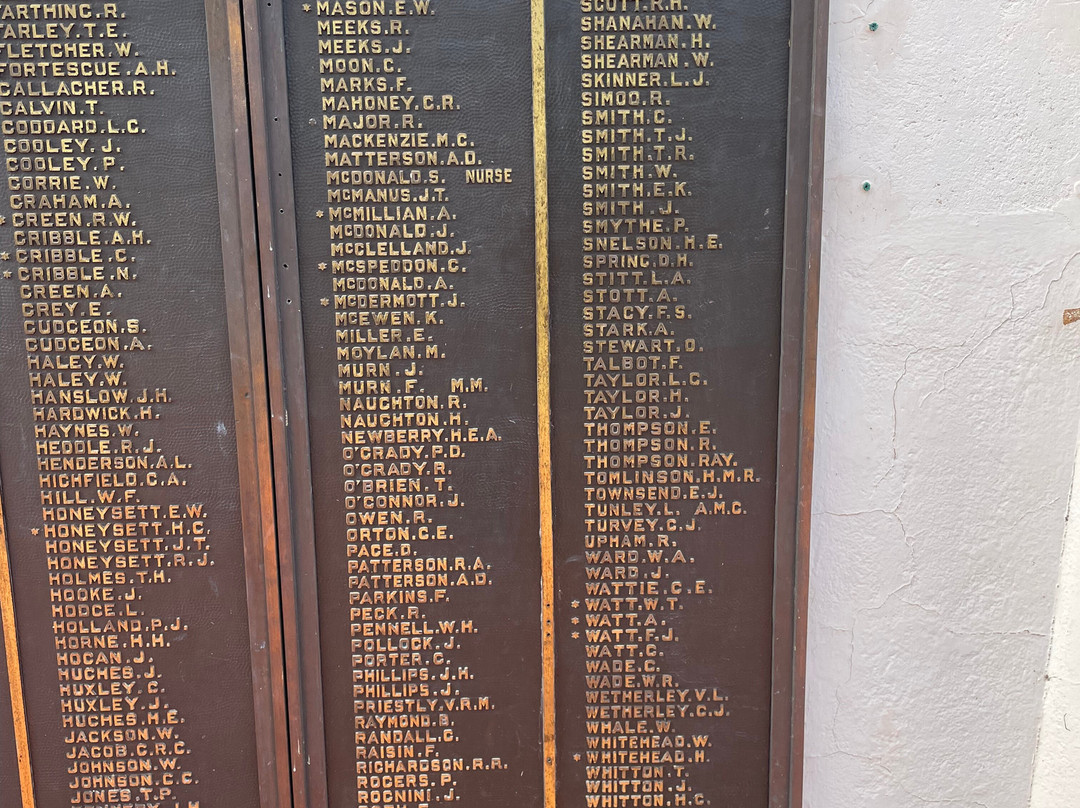 FARTHING.R.
FARLEY.T.E.
FLETCHER.W.
FORTESCUE.A.H.
GALLAGHER.R.
GALVIN.T.
GODDARD.L.C.
GOOLEY.J.
GOOLEY.P.
GORRIE.W.
GRAHAM.A.
*GREEN.R.W.
GRIBBLE.A.H.
*GRIBBLE.C.
*GRIBBLE.N.
GREEN.A.
GREY.E.
GUDGEON.S.
GUDGEON.A.
HALEY.W.
HALEY.W.
HANSLOW.J.H.
HARDWICK.H.
HAYNES.W.
HEDDLE.R.J.
HENDERSON.A.L.
HIGHFIELD.C.A.
HILL.W.F.
HONEYSETT.E.W.
*HONEYSETT.H.C.
HONEYSETT.J.T.
HONEYSETT.R.J.
HOLMES.T.H.
HOOKE.J.
HODGE.L.
HOLLAND.P.J.
HORNE.H.H.
HOGAN.J.
HUGHES.J.
HUXLEY.C.
HUXLEY.J.
HUGHES.M.E.
JACKSON.W.
JACOB.C.R.C.
JOHNSON.W.
JOHNSON.C.C.
JONES.T.P.
*MASON.E.W.
MEEKS.R.
MEEKS.J.
MOON.C.
MARKS.F.
MAHONEY.C.R.
MAJOR.R.
MACKENZIE.M.C.
MATTERSON.A.D.
McDONALD.S. NURSE
McMANUS.J.T.
*McMILLIAN.A.
McDONALD.J.
McCLELLAND.J.
*McSPEDDON.C.
McDONALD.A.
*McDERMOTT.J.
McEWEN.K.
MILLER.E.
MOYLAN.M.
MURN.J.
MURN.F. M.M.
NAUGHTON.R.
NAUGHTON.H.
NEWBERRY.H.E.A.
O'GRADY.P.D.
O'GRADY.R.
O'BRIEN.T.
O'CONNOR.J.
OWEN.R.
ORTON.C.E.
PACE.D.
PATTERSON.R.A.
PATTERSON.A.D.
PARKINS.F.
PECK.R.
PENNELL.W.H.
POLLOCK.J.
PORTER.C.
PHILLIPS.J.H.
PHILLIPS.J.
PRIESTLY.V.R.M.
RAYMOND.B.
RANDALL.G.
RAISIN.F.
RICHARDSON.R.R.
ROGERS.P.
ROGNINI.J.
SCOTT.R.H.
SHANAHAN.W.
SHEARMAN.H.
SHEARMAN.W.
SKINNER.L.J.
SIMOO.R.
SMITH.C.
SMITH.T.J.
SMITH.T.R.
SMITH.W.
SMITH.E.K.
SMITH.J.
SMYTHE.P.
SNELSON.M.E.
SPRING.D.H.
STITT.L.A.
STOTT.A.
STACY.F.S.
STARK.A.
STEWART.O.
TALBOT.F.
TAYLOR.L.C.
TAYLOR.H.
TAYLOR.J.
THOMPSON.E.
THOMPSON.R.
THOMPSON.RAY.
TOMLINSON.H.M.R.
TOWNSEND.E.J.
TUNLEY.L. A.M.C.
TURVEY.C.J.
UPHAM.R.
WARD.W.A.
WARD.J.
WATTIE.C.E.
*WATT.W.T.
*WATT.A.
*WATT.F.J.
WATT.G.
WADE.C.
WADE.W.R.
WETHERLEY.V.L.
WETHERLEY.C.J.
WHALE.W.
WHITEHEAD.W.
*WHITEHEAD.H.
WHITTON.T.
WHITTON.J.
WHITTON.H.C.